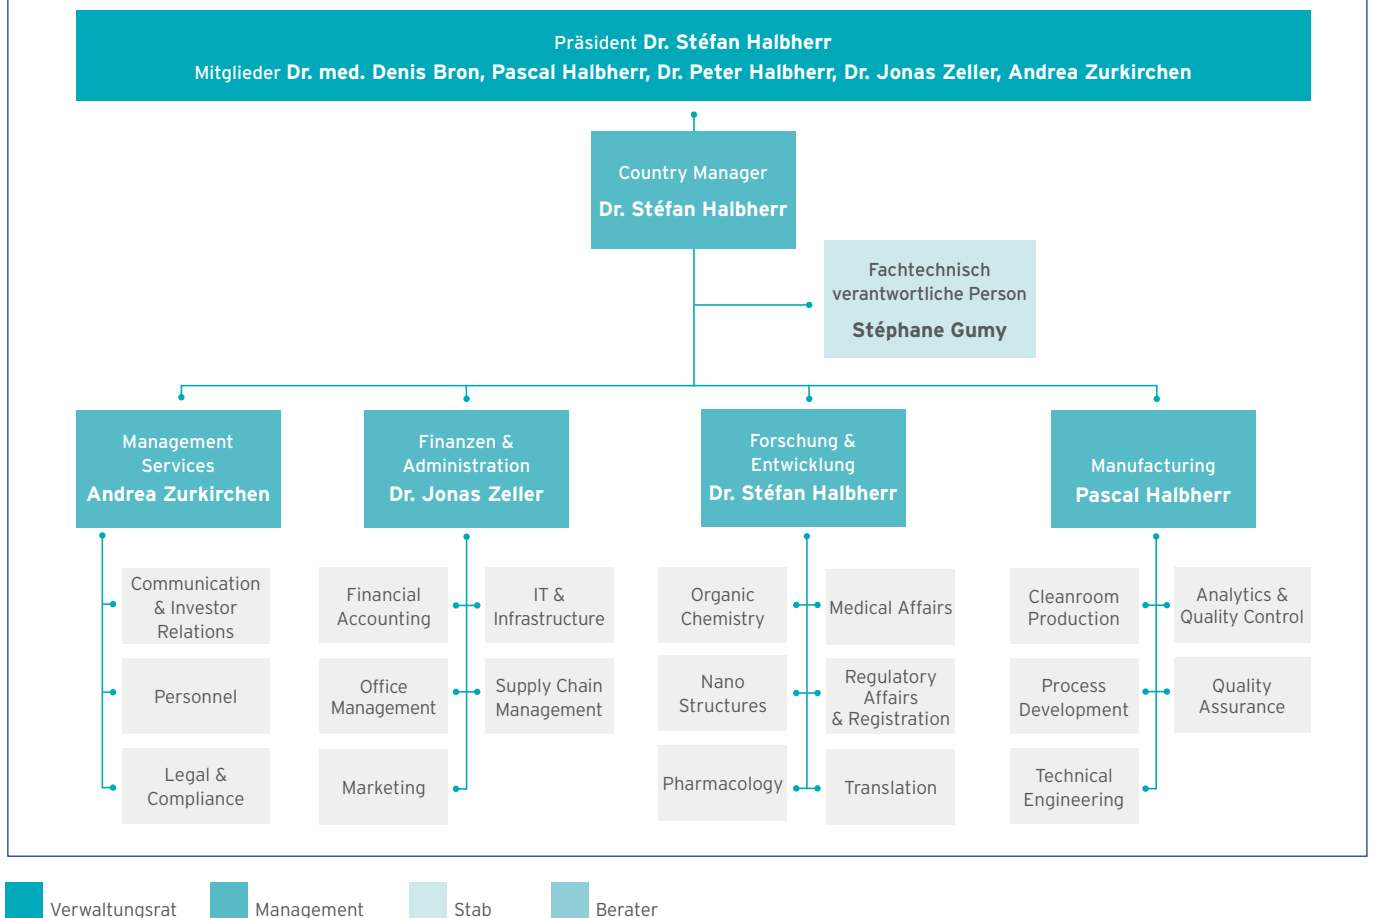 Präsident Dr. Stéfan Halbherr
Mitglieder Dr. med. Denis Bron, Pascal Halbherr, Dr. Peter Halbherr, Dr. Jonas Zeller, Andrea Zurkirchen
Country Manager
Dr. Stéfan Halbherr
Fachtechnisch
verantwortliche Person
Stéphane Gumy
Management
Services
Andrea Zurkirchen
Finanzen &
Administration
Dr. Jonas Zeller
Forschung &
Entwicklung
Dr. Stéfan Halbherr
Manufacturing
Pascal Halbherr
Communication
& Investor
Relations
Personnel
Legal &
Compliance
Financial
Accounting
IT &
Infrastructure
Office
Management
Supply Chain
Management
Marketing
Organic
Chemistry
Medical Affairs
Nano
Structures
Regulatory
Affairs
& Registration
Pharmacology
Translation
Cleanroom
Production
Analytics &
Quality Control
Process
Development
Quality
Assurance
Technical
Engineering
Verwaltungsrat
Management
Stab
Berater